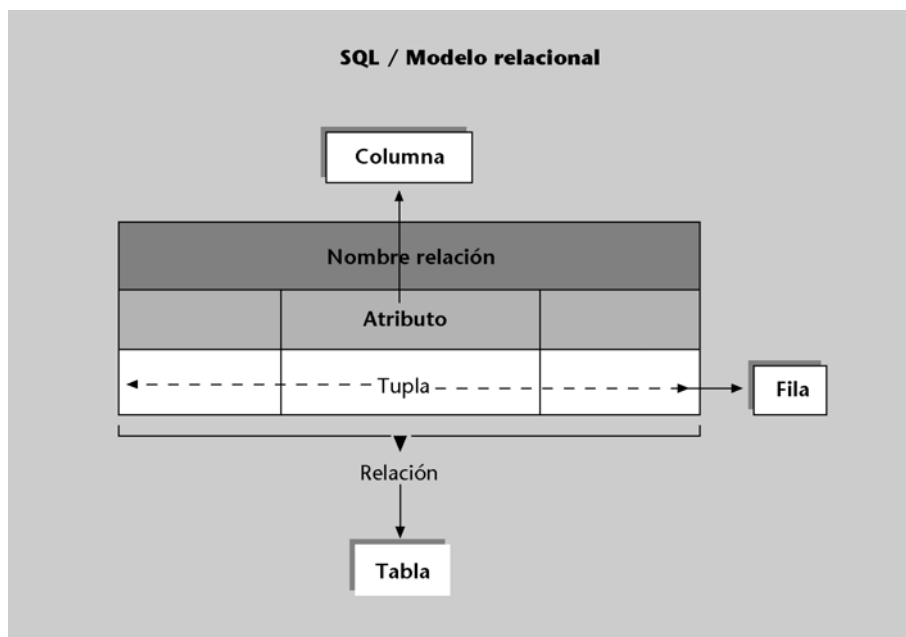 SQL / Modelo relacional
Columna
Nombre relación
Atributo
Tupla
Fila
Relación
Tabla